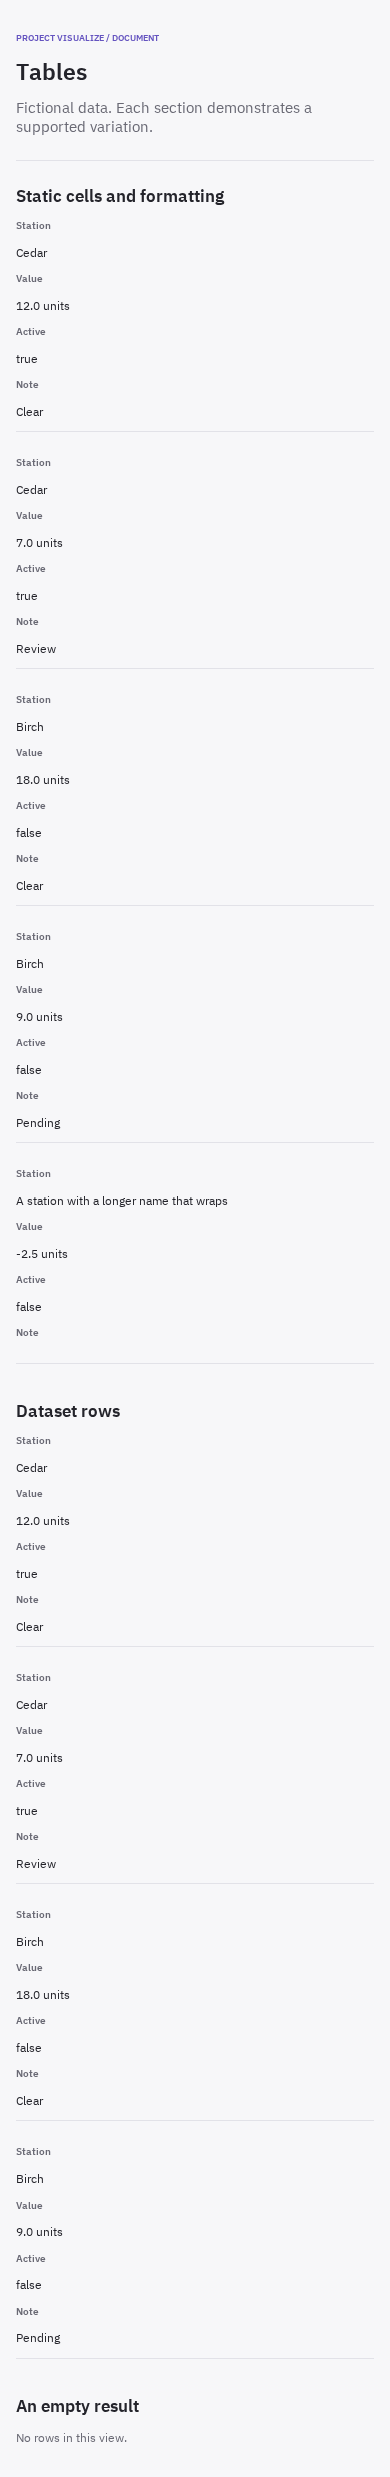 PROJECT VISUALIZE / DOCUMENT
Tables
Fictional data. Each section demonstrates a
supported variation.
Static cells and formatting
Station
Cedar
Value
12.0 units
Active
true
Note
Clear
Station
Cedar
Value
7.0 units
Active
true
Note
Review
Station
Birch
Value
18.0 units
Active
false
Note
Clear
Station
Birch
Value
9.0 units
Active
false
Note
Pending
Station
A station with a longer name that wraps
Value
-2.5 units
Active
false
Note
Dataset rows
Station
Cedar
Value
12.0 units
Active
true
Note
Clear
Station
Cedar
Value
7.0 units
Active
true
Note
Review
Station
Birch
Value
18.0 units
Active
false
Note
Clear
Station
Birch
Value
9.0 units
Active
false
Note
Pending
An empty result
No rows in this view.